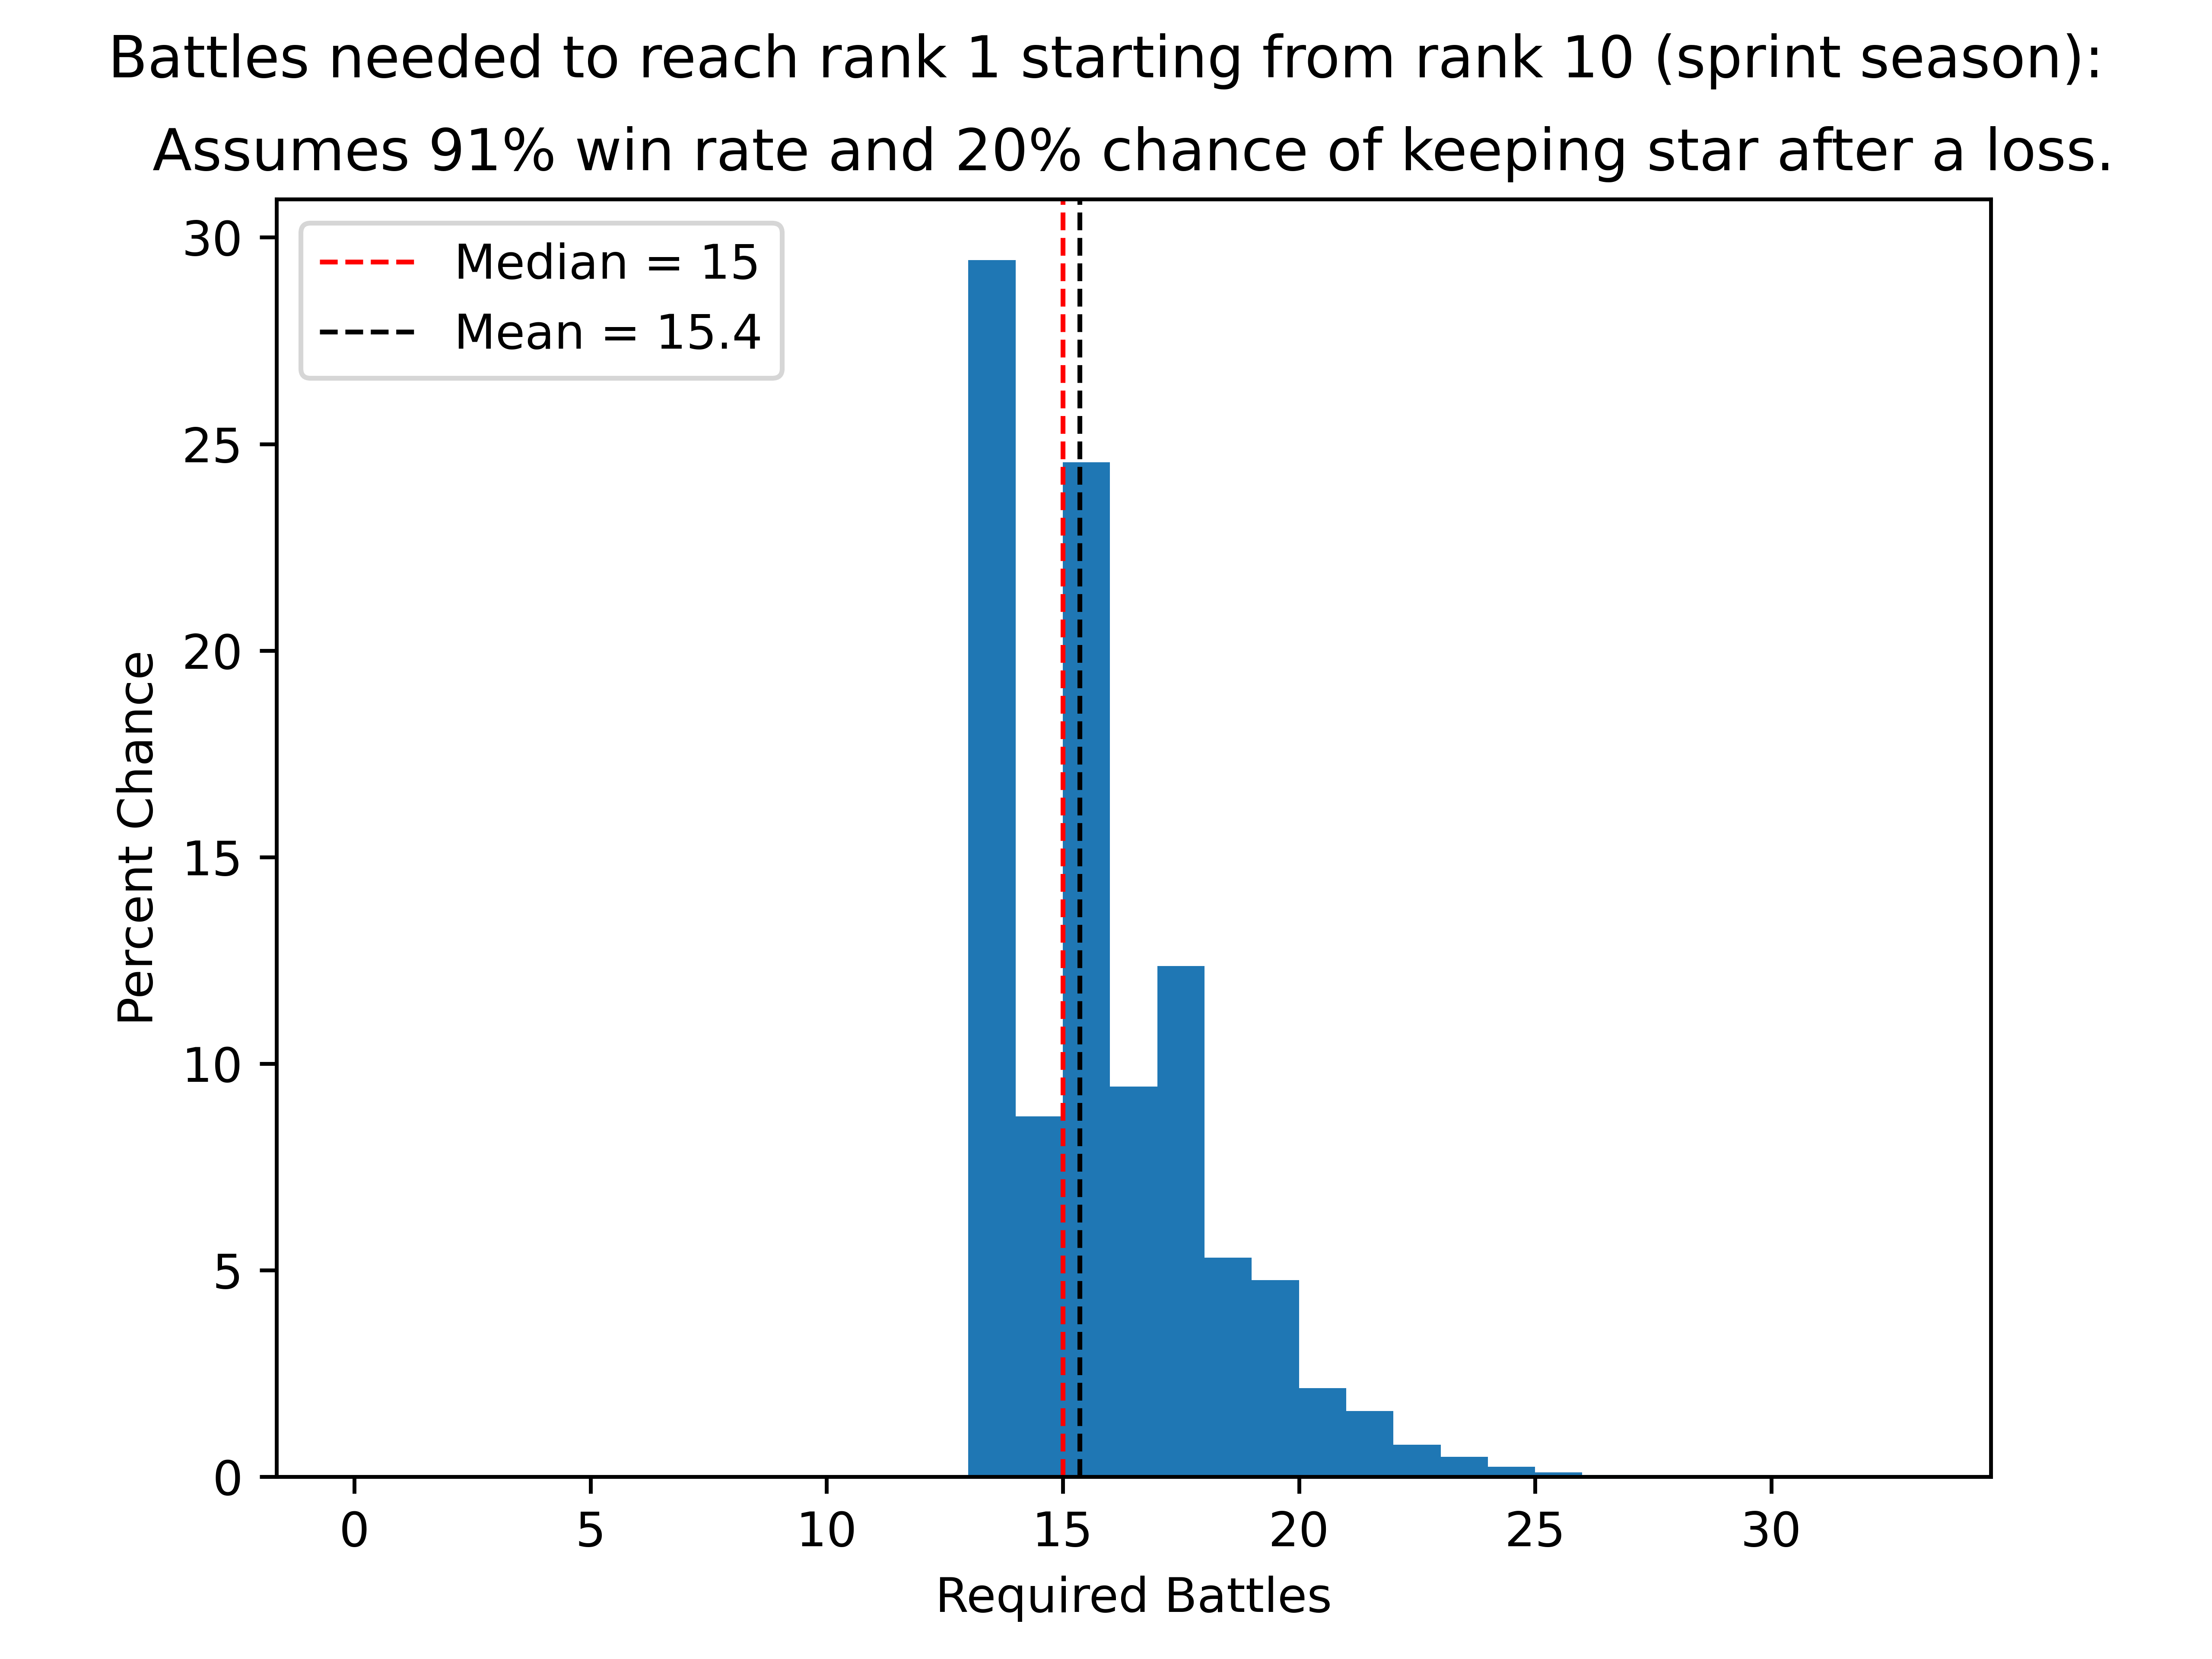 Battles needed to reach rank 1 starting from rank 10 (sprint season):
Assumes 91% win rate and 20% chance of keeping star after a loss.
Median = 15
Mean = 15.4
30
25
20
15
10
5
0
Percent Chance
0 5 10 15 20 25 30
Required Battles